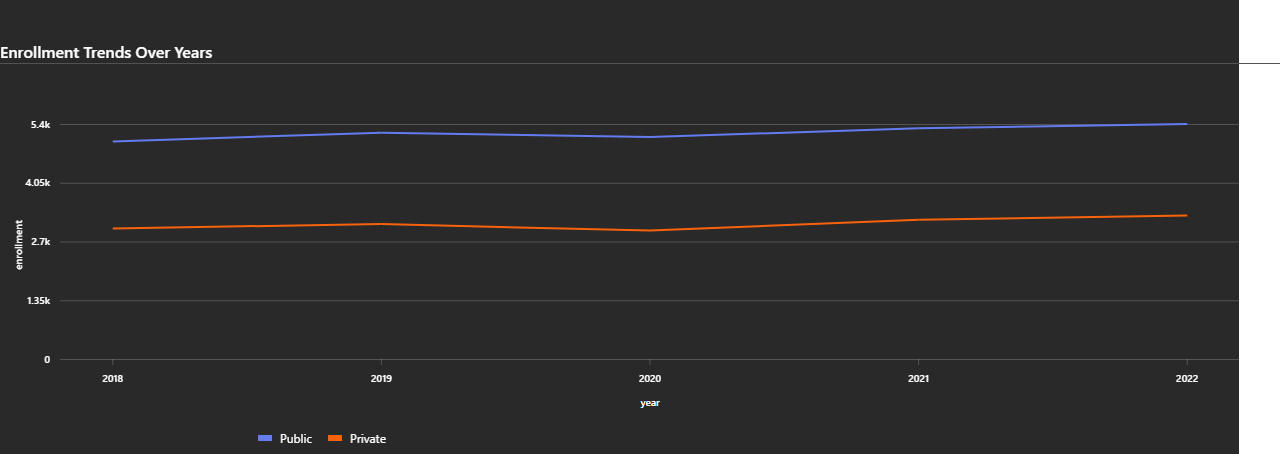 Enrollment Trends Over Years
5.4k
4.05k
2.7k
1.35k
0
enrollment
2018 2019 2020 2021 2022
year
Public Private